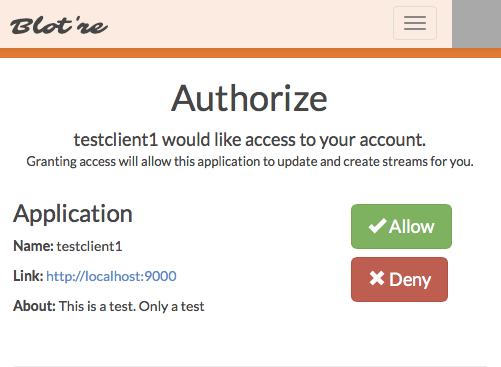 Blot're
Authorize
testclient1 would like access to your account.
Granting access will allow this application to update and create streams for you.
Application
Name: testclient1
Link: http://localhost:9000
About: This is a test. Only a test
Allow
Deny